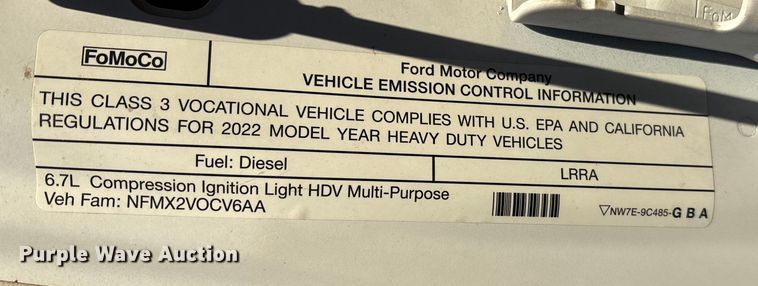 FoM
FoMoCo
Ford Motor Company
VEHICLE EMISSION CONTROL INFORMATION
THIS CLASS 3 VOCATIONAL VEHICLE COMPLIES WITH U.S. EPA AND CALIFORNIA
REGULATIONS FOR 2022 MODEL YEAR HEAVY DUTY VEHICLES
Fuel: Diesel
LRRA
6.7L Compression Ignition Light HDV Multi-Purpose
Veh Fam: NFMX2VOCV6AA
▽NW7E-9C485-GBA
Purple Wave Auction